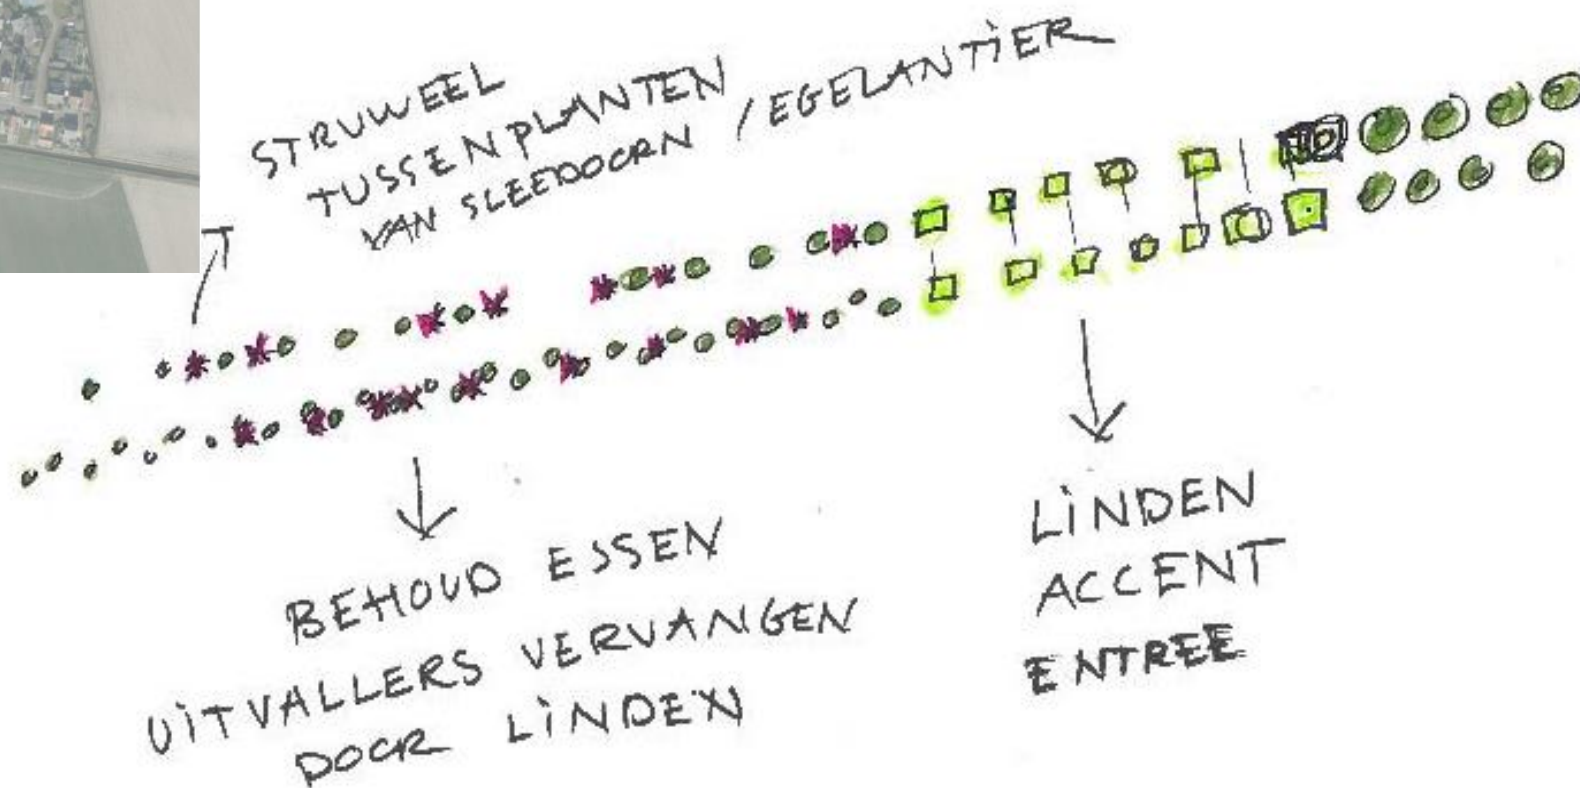 STRUWEEL
TUSSENPLANTEN
VAN SLEEDOORN / EGELANTIER
BEHOUD ESSEN
UITVALLERS VERVANGEN
DOOR LINDEN
LINDEN
ACCENT
ENTREE